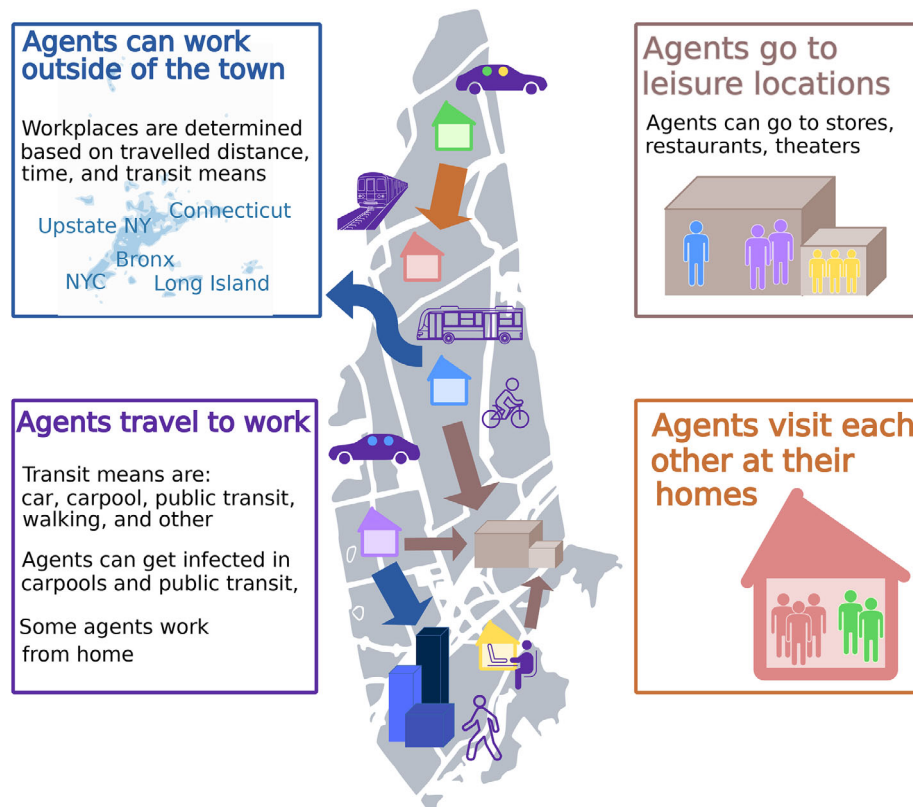 Agents can work
outside of the town
Workplaces are determined
based on travelled distance,
time, and transit means
Connecticut
Upstate NY
Bronx
NYC
Long Island
Agents go to
leisure locations
Agents can go to stores,
restaurants, theaters
Agents travel to work
Transit means are:
car, carpool, public transit,
walking, and other
Agents can get infected in
carpools and public transit,
Some agents work
from home
Agents visit each
other at their
homes